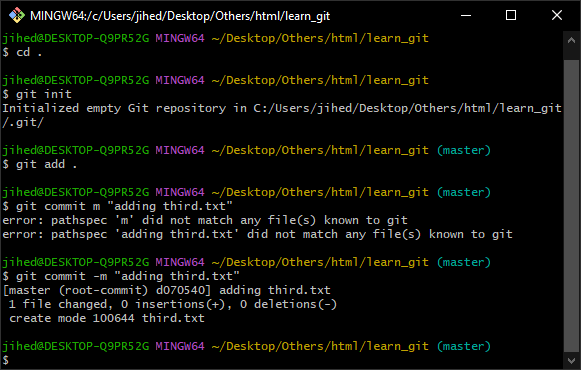 MINGW64:/c/Users/jihed/Desktop/Others/html/learn_git
jihed@DESKTOP-Q9PR52G MINGW64 ~/Desktop/Others/html/learn_git
$ cd .
jihed@DESKTOP-Q9PR52G MINGW64 ~/Desktop/Others/html/learn_git
$ git init
Initialized empty Git repository in C:/Users/jihed/Desktop/Others/html/learn_git
/.git/
jihed@DESKTOP-Q9PR52G MINGW64 ~/Desktop/Others/html/learn_git (master)
$ git add .
jihed@DESKTOP-Q9PR52G MINGW64 ~/Desktop/Others/html/learn_git (master)
$ git commit m "adding third.txt"
error: pathspec 'm' did not match any file(s) known to git
error: pathspec 'adding third.txt' did not match any file(s) known to git
jihed@DESKTOP-Q9PR52G MINGW64 ~/Desktop/Others/html/learn_git (master)
$ git commit -m "adding third.txt"
[master (root-commit) d070540] adding third.txt
1 file changed, 0 insertions(+), 0 deletions(-)
create mode 100644 third.txt
jihed@DESKTOP-Q9PR52G MINGW64 ~/Desktop/Others/html/learn_git (master)
$